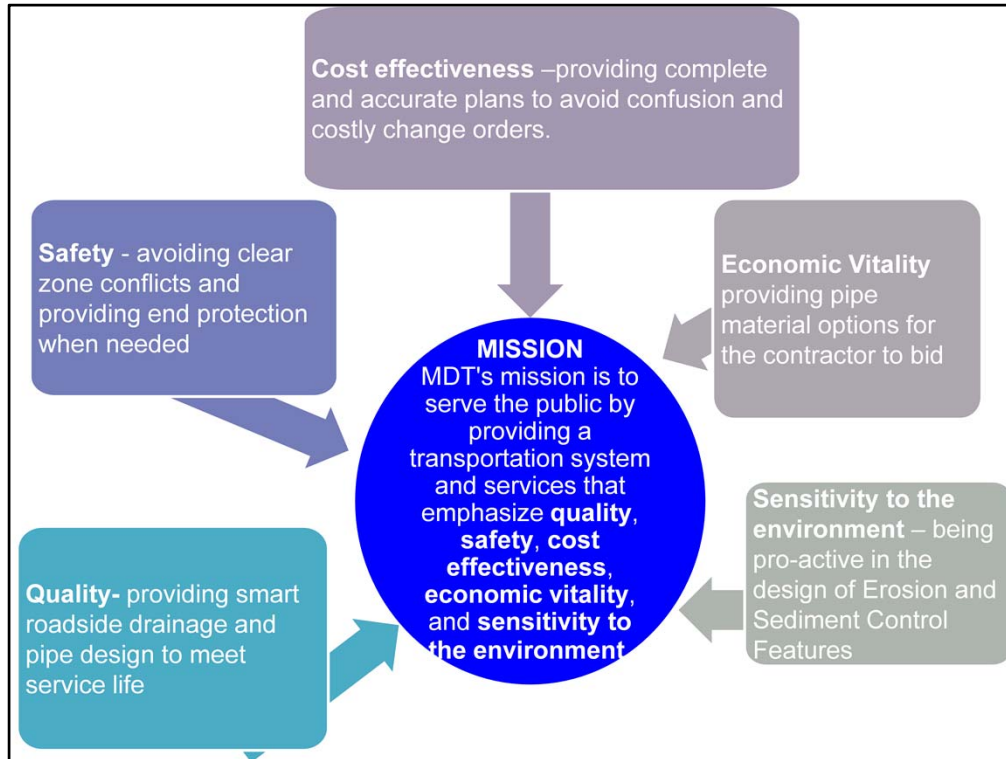 Cost effectiveness –providing complete
and accurate plans to avoid confusion and
costly change orders.
Safety - avoiding clear
zone conflicts and
providing end protection
when needed
Economic Vitality
providing pipe
material options for
the contractor to bid
MISSION
MDT's mission is to
serve the public by
providing a
transportation system
and services that
emphasize quality,
safety, cost
effectiveness,
economic vitality,
and sensitivity to
the environment
Quality- providing smart
roadside drainage and
pipe design to meet
service life
Sensitivity to the
environment – being
pro-active in the
design of Erosion and
Sediment Control
Features